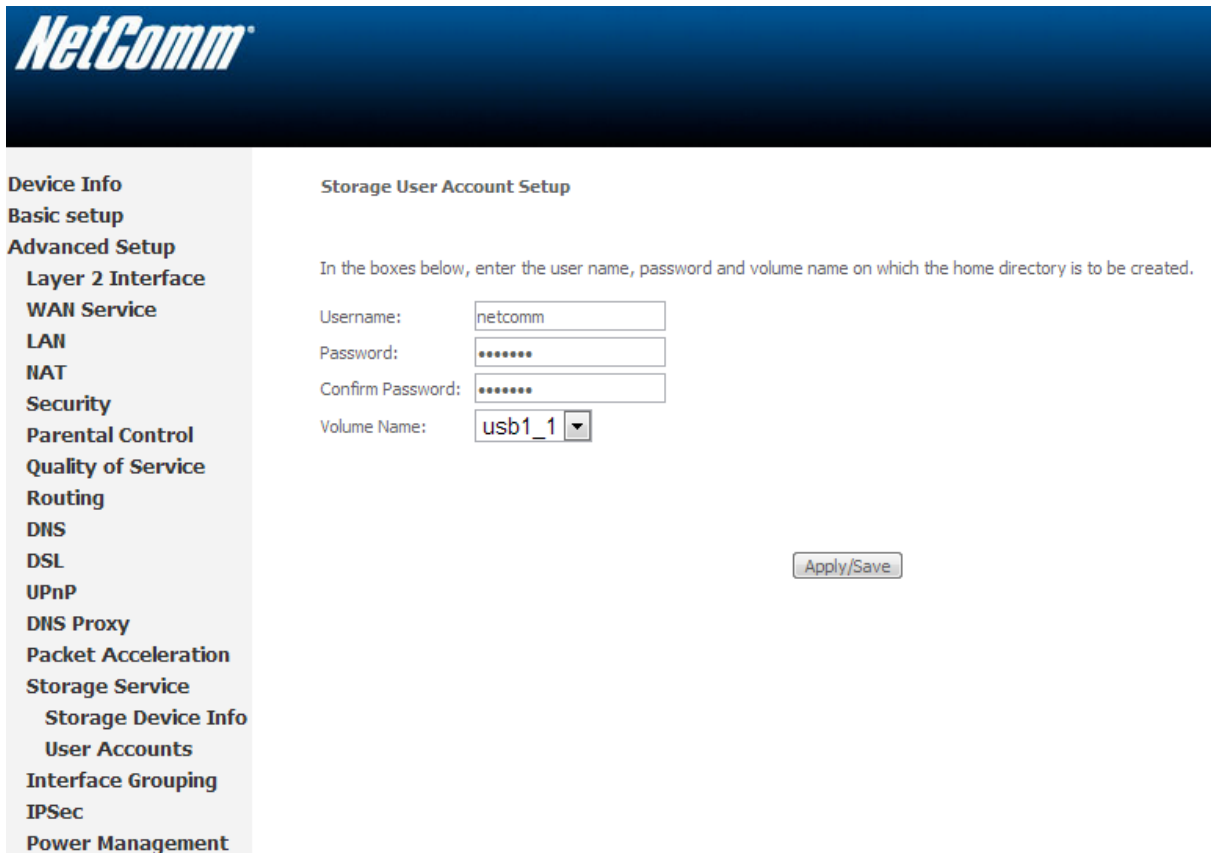 NetComm
Device Info
Basic setup
Advanced Setup
Layer 2 Interface
WAN Service
LAN
NAT
Security
Parental Control
Quality of Service
Routing
DNS
DSL
UPnP
DNS Proxy
Packet Acceleration
Storage Service
Storage Device Info
User Accounts
Interface Grouping
IPSec
Power Management
Storage User Account Setup
In the boxes below, enter the user name, password and volume name on which the home directory is to be created.
Username: netcomm
Password: •••••••
Confirm Password: •••••••
Volume Name: usb1_1
Apply/Save